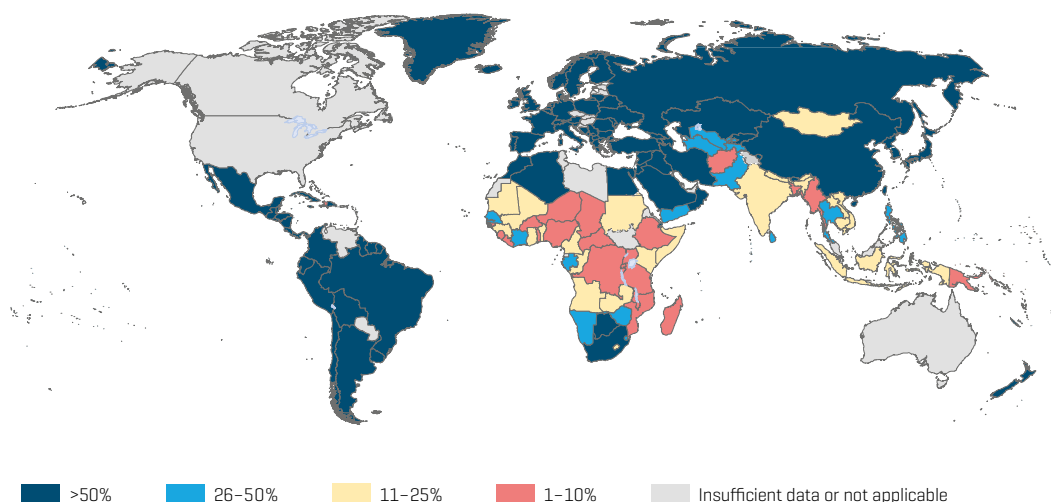 >50% 26–50% 11–25% 1–10% Insufficient data or not applicable